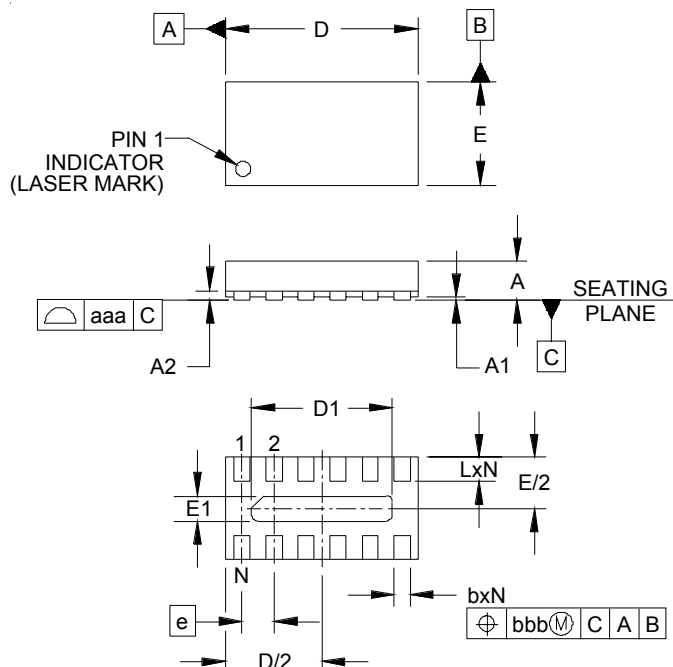 A
D
B
PIN 1
INDICATOR
(LASER MARK)
E
A
SEATING
PLANE
aaa C
A2
A1
C
D1
1 2
LxN
E/2
E1
N
bxN
e
bbb Ⓜ C A B
D/2